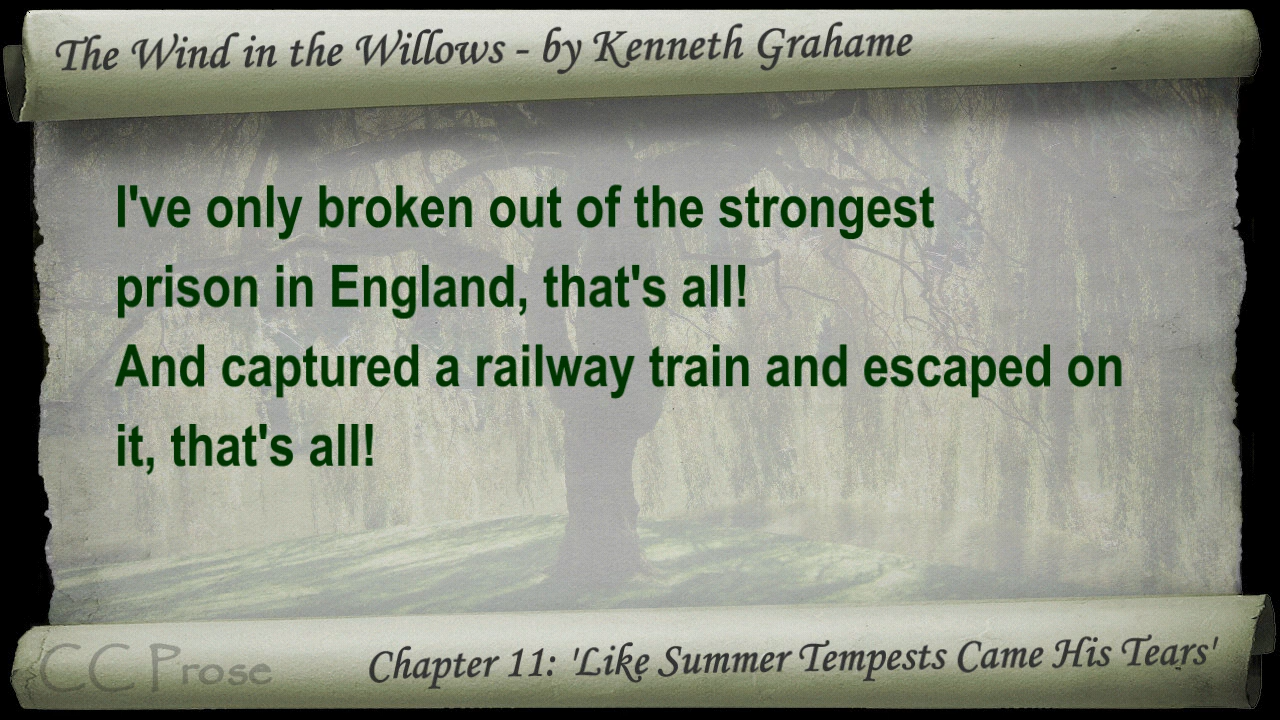 The Wind in the Willows - by Kenneth Grahame
I've only broken out of the strongest
prison in England, that's all!
And captured a railway train and escaped on
it, that's all!
CC Prose
Chapter 11: 'Like Summer Tempests Came His Tears'